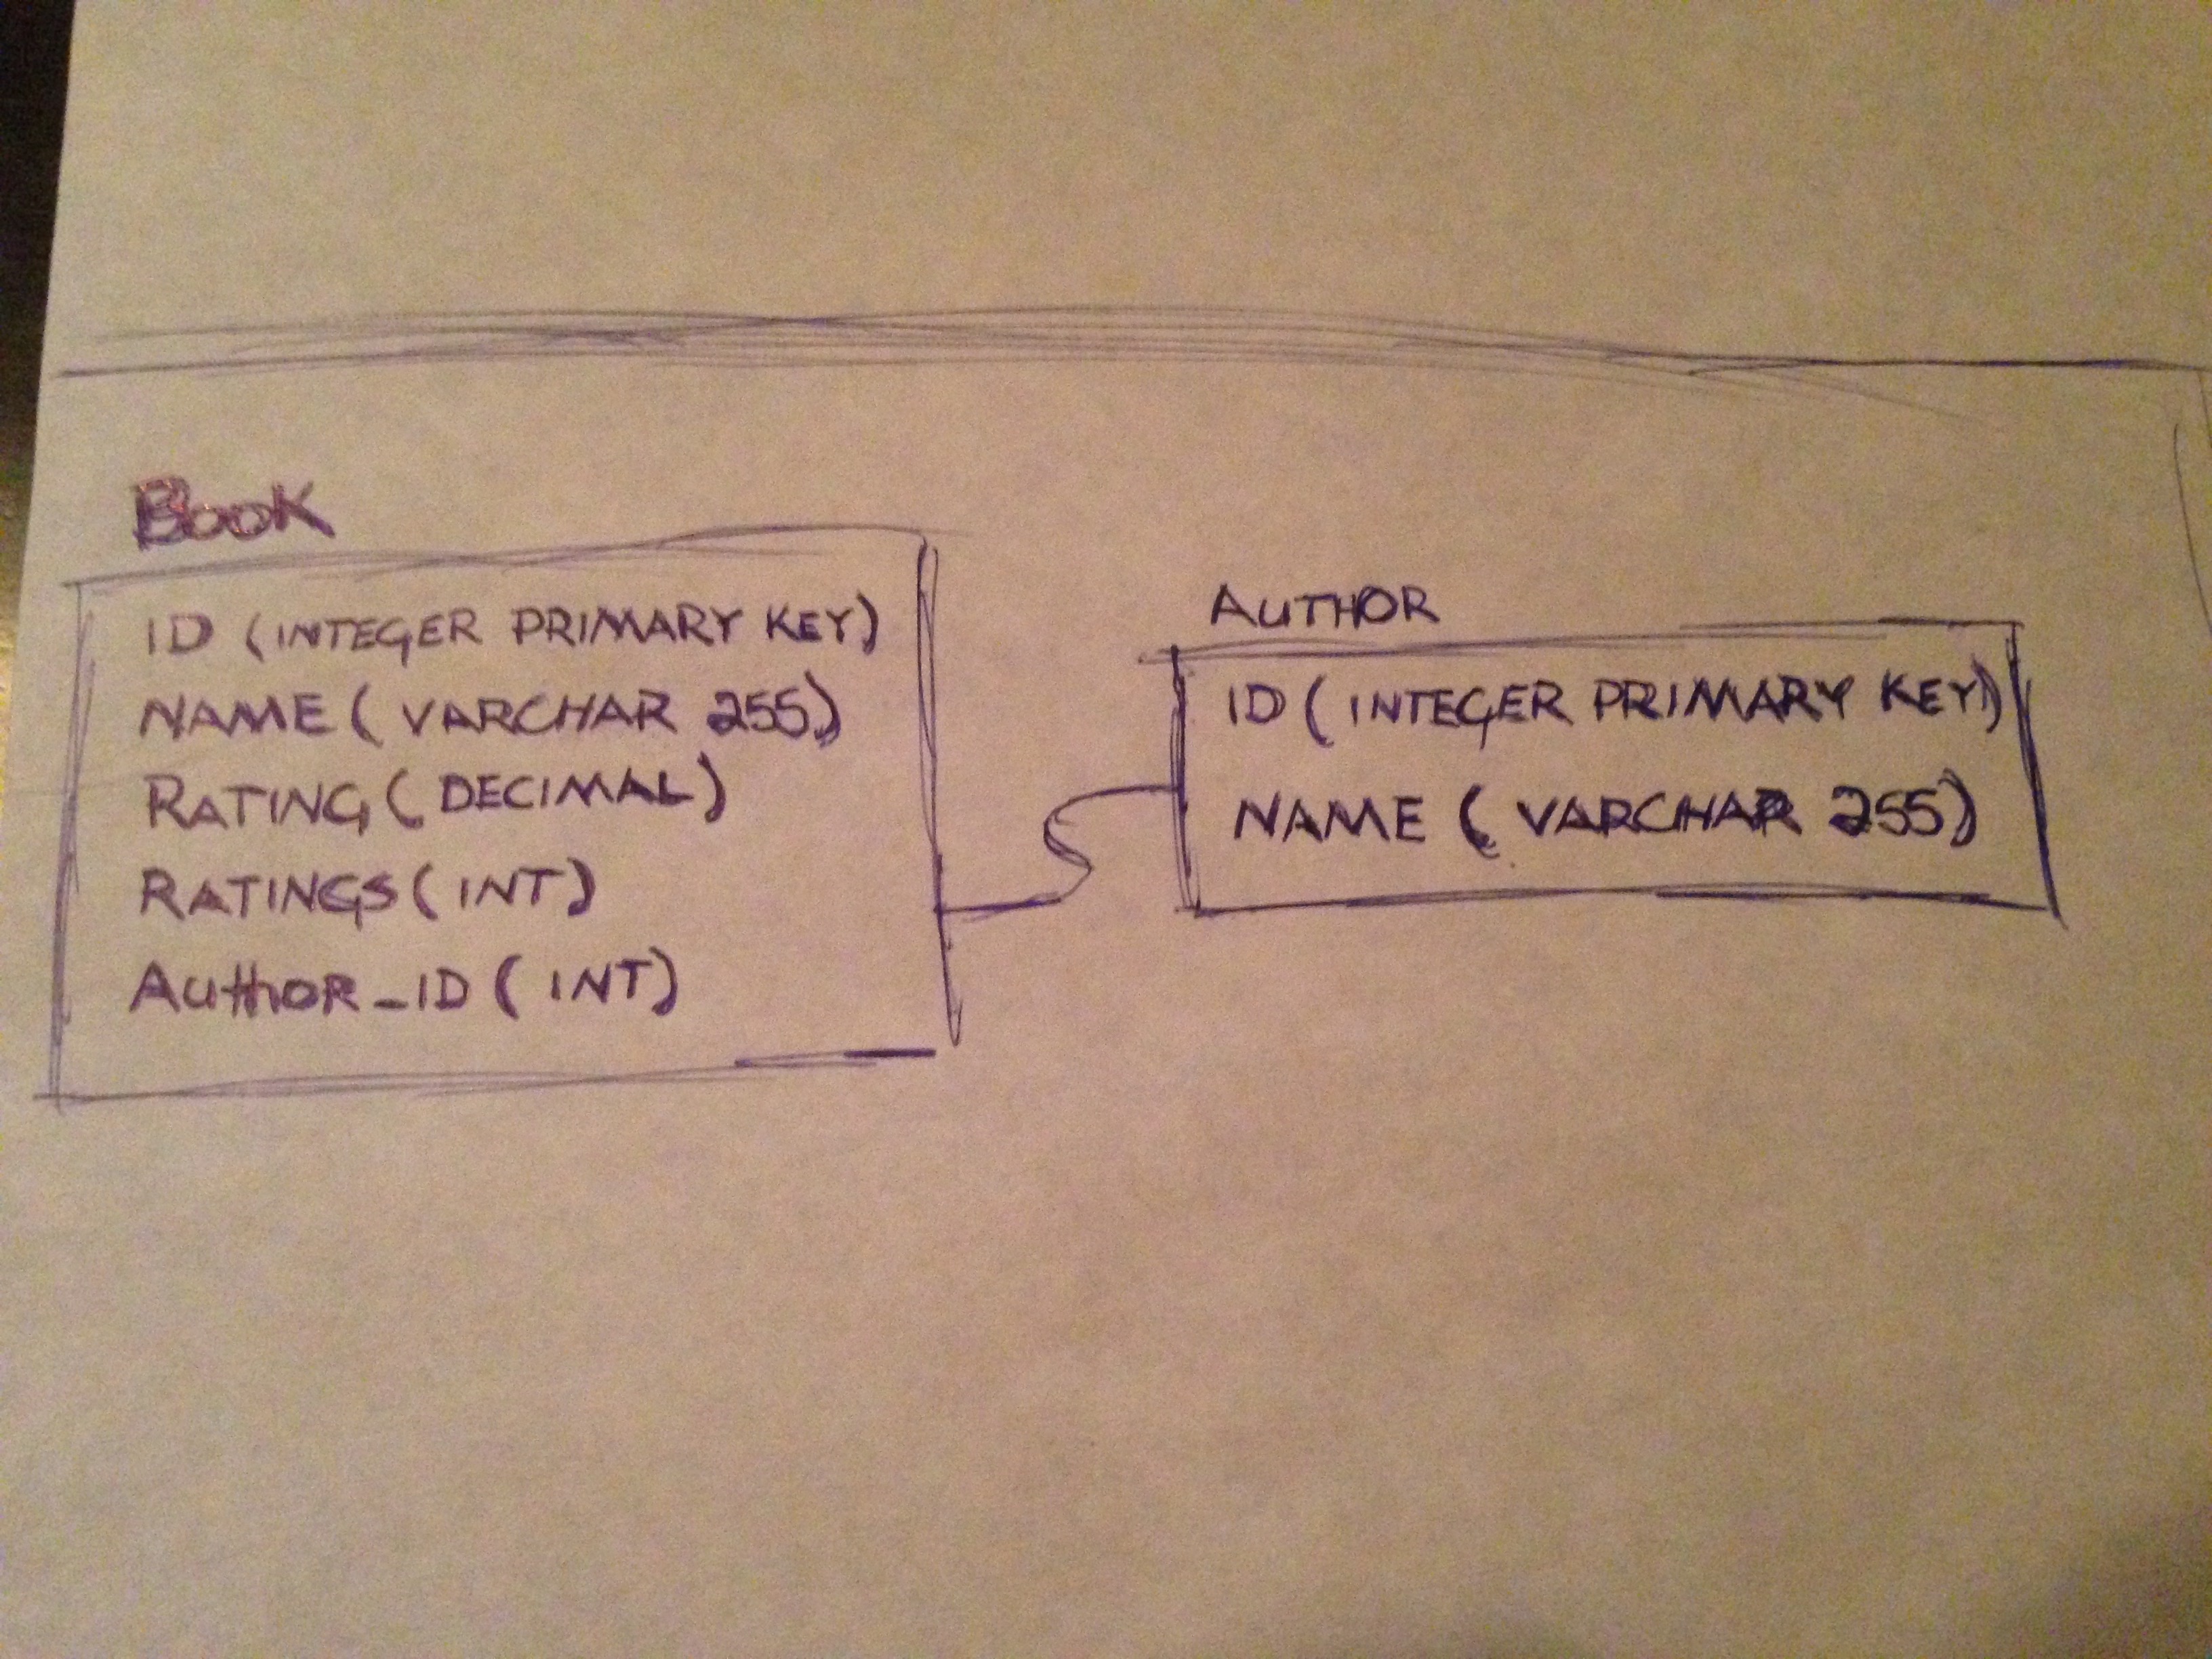 BOOK
ID (INTEGER PRIMARY KEY)
NAME (VARCHAR 255)
RATING (DECIMAL)
RATINGS (INT)
AUTHOR_ID (INT)
AUTHOR
ID (INTEGER PRIMARY KEY)
NAME (VARCHAR 255)